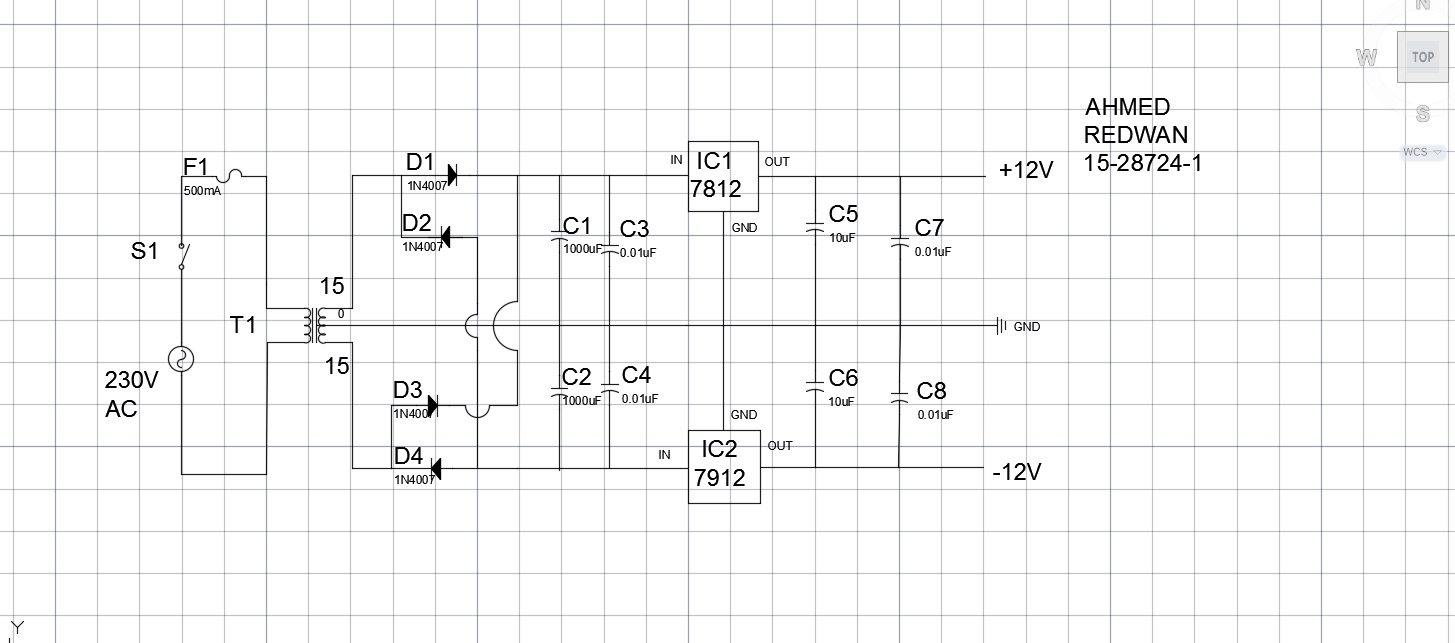 N
W
TOP
S
WCS
AHMED
REDWAN
15-28724-1
F1
500mA
S1
230V
AC
T1
15
0
15
D1
1N4007
D2
1N4007
D3
1N4007
D4
1N4007
C1
1000uF
C3
0.01uF
C2
1000uF
C4
0.01uF
IN
IC1
7812
OUT
GND
GND
IN
IC2
7912
OUT
C5
10uF
C7
0.01uF
C6
10uF
C8
0.01uF
+12V
GND
-12V
Y